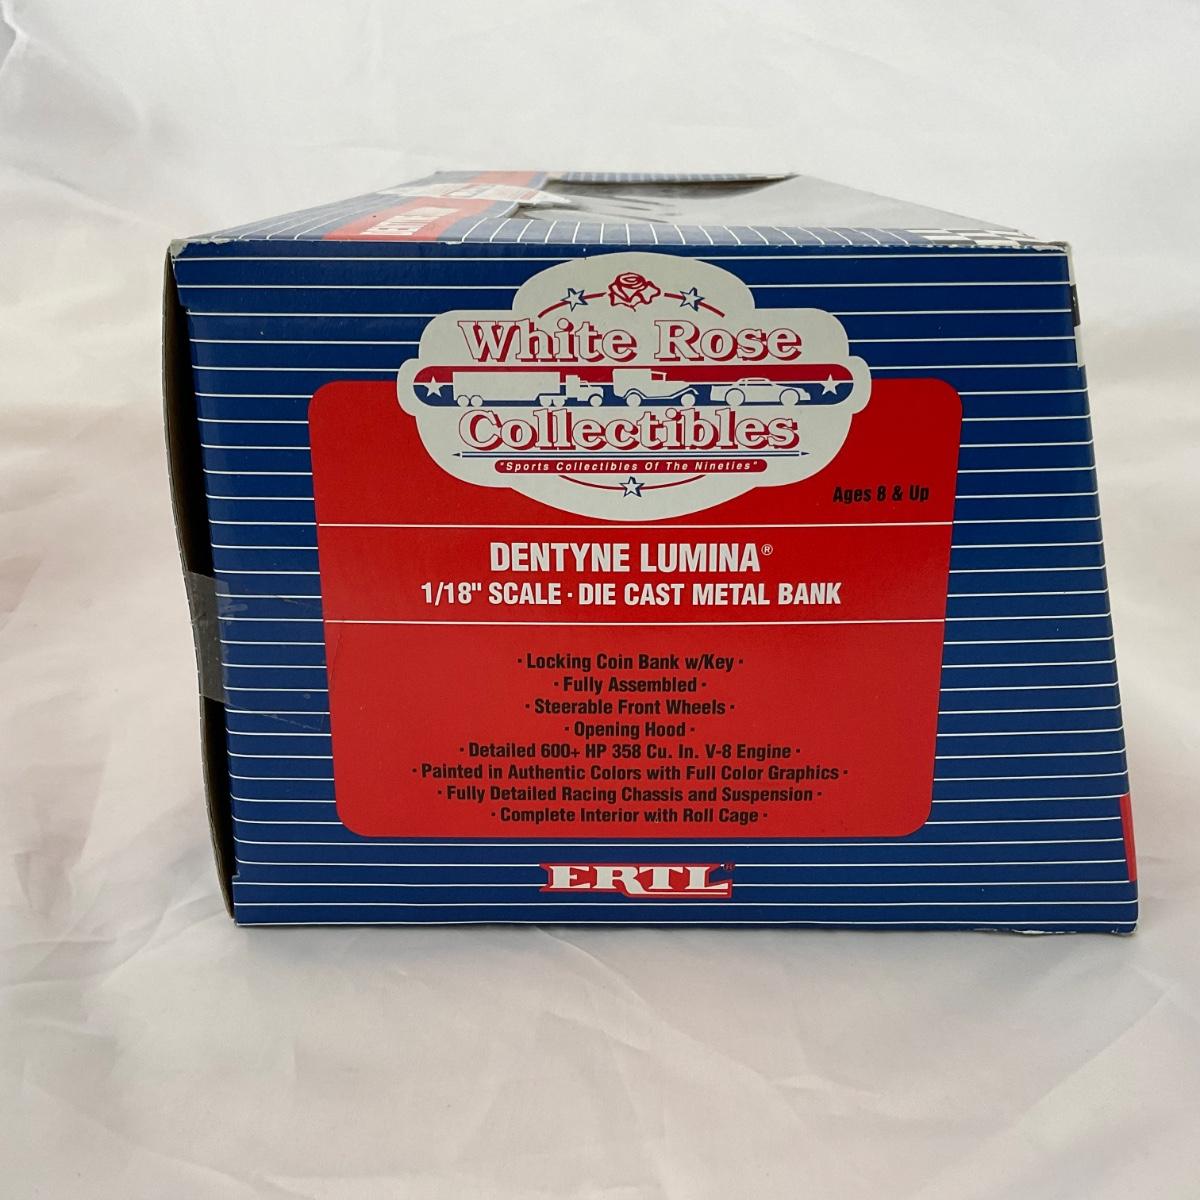 DENTYNE
White Rose
Collectibles
"Sports Collectibles Of The Nineties"
Ages 8 & Up
DENTYNE LUMINA®
1/18" SCALE · DIE CAST METAL BANK
· Locking Coin Bank w/Key ·
· Fully Assembled ·
· Steerable Front Wheels ·
· Opening Hood ·
· Detailed 600+ HP 358 Cu. In. V-8 Engine ·
· Painted in Authentic Colors with Full Color Graphics ·
· Fully Detailed Racing Chassis and Suspension ·
· Complete Interior with Roll Cage ·
ERTL®